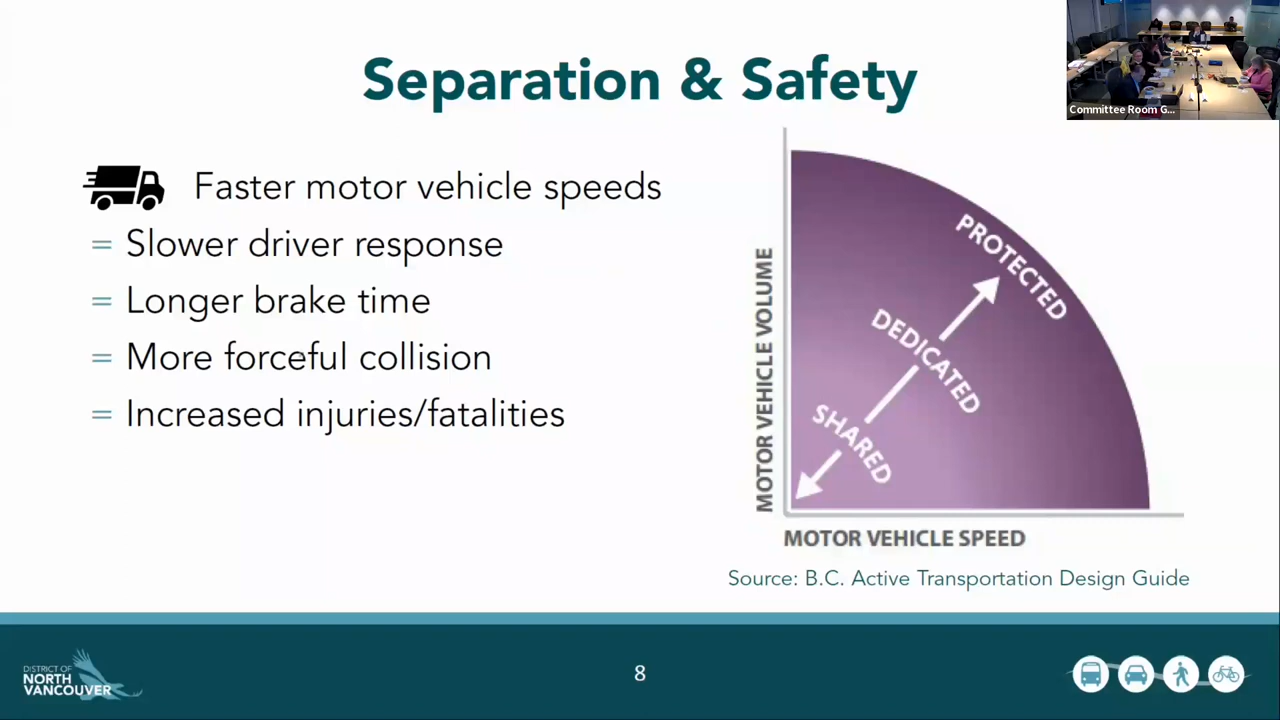 Separation & Safety
Committee Room G...
Faster motor vehicle speeds
= Slower driver response
= Longer brake time
= More forceful collision
= Increased injuries/fatalities
MOTOR VEHICLE VOLUME
PROTECTED
DEDICATED
SHARED
MOTOR VEHICLE SPEED
Source: B.C. Active Transportation Design Guide
DISTRICT OF
NORTH
VANCOUVER
8